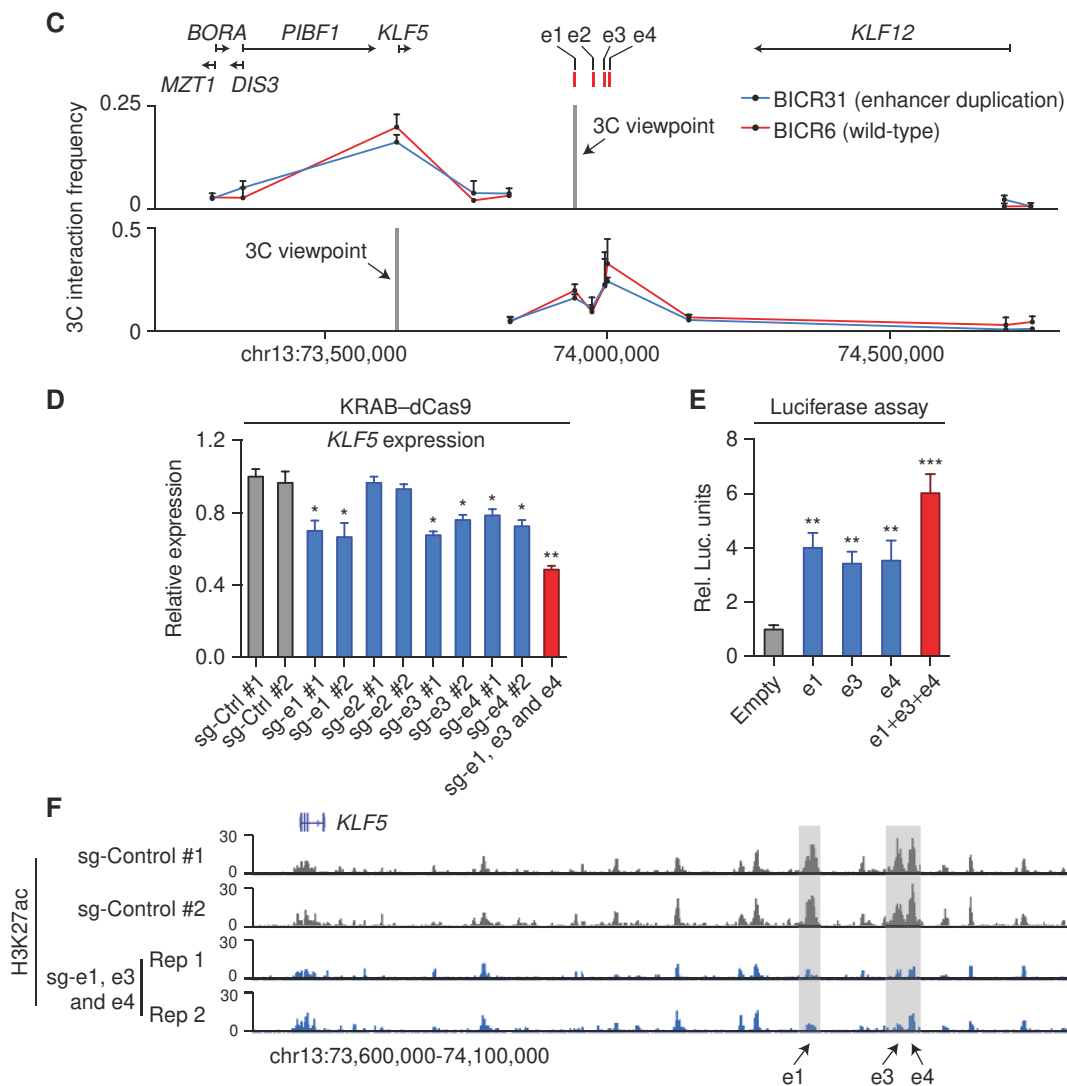 C
BORA PIBF1 KLF5 e1 e2 e3 e4 KLF12
MZT1 DIS3
BICR31 (enhancer duplication)
BICR6 (wild-type)
3C interaction frequency
0.25
0
3C viewpoint
0.5
0
3C viewpoint
chr13:73,500,000 74,000,000 74,500,000
D
KRAB–dCas9
KLF5 expression
Relative expression
1.2
0.8
0.4
0.0
* * * * * * **
sg-Ctrl #1
sg-Ctrl #2
sg-e1 #1
sg-e1 #2
sg-e2 #1
sg-e2 #2
sg-e3 #1
sg-e3 #2
sg-e4 #1
sg-e4 #2
sg-e1, e3 and e4
E
Luciferase assay
Rel. Luc. units
8
6
4
2
0
** ** ** ***
Empty
e1
e3
e4
e1+e3+e4
F
KLF5
H3K27ac
sg-Control #1
30
0
sg-Control #2
30
0
sg-e1, e3
and e4
Rep 1
30
0
Rep 2
30
0
chr13:73,600,000-74,100,000
e1 e3 e4